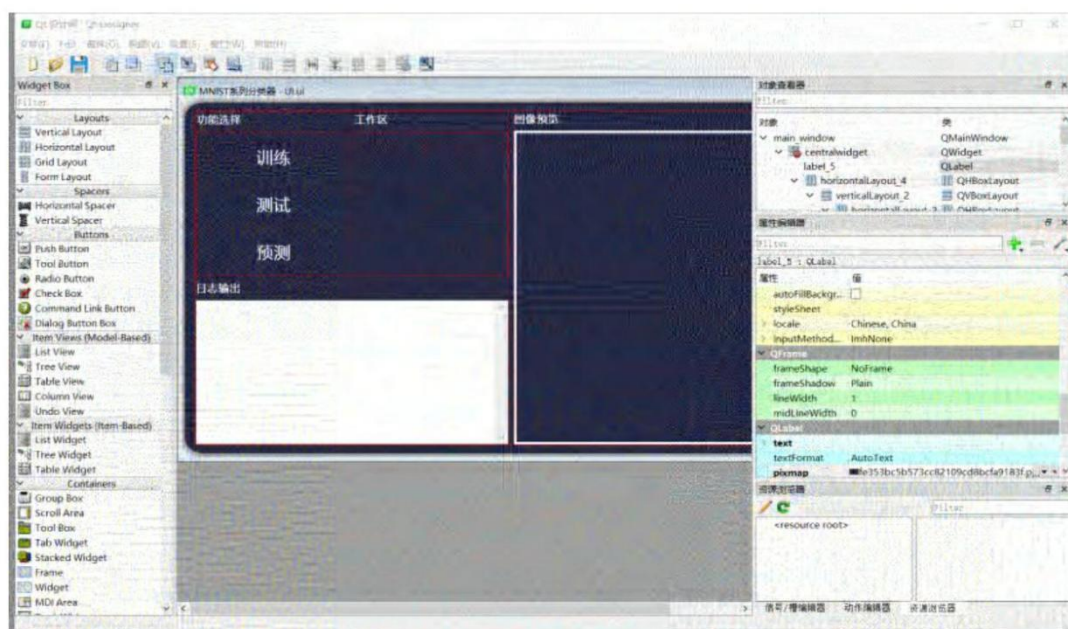 Qt 设计师 - Qt Designer
Widget Box
Filter
Layouts
Vertical Layout
Horizontal Layout
Grid Layout
Form Layout
Spacers
Horizontal Spacer
Vertical Spacer
Buttons
Push Button
Tool Button
Radio Button
Check Box
Command Link Button
Dialog Button Box
Item Views (Model-Based)
List View
Tree View
Table View
Column View
Undo View
Item Widgets (Item-Based)
List Widget
Tree Widget
Table Widget
Containers
Group Box
Scroll Area
Tool Box
Tab Widget
Stacked Widget
Frame
Widget
MDI Area
MNIST系列分类器 - UI.ui
功能选择
工作区
图像预览
训练
测试
预测
日志输出
对象查看器
Filter
对象 类
main_window QMainWindow
centralwidget QWidget
label_5 QLabel
horizontalLayout_4 QHBoxLayout
verticalLayout_2 QVBoxLayout
horizontalLayout_3 QHBoxLayout
属性编辑器
Filter
label_5 : QLabel
属性 值
autoFillBackgr...
styleSheet
locale Chinese, China
inputMethod... ImhNone
QFrame
frameShape NoFrame
frameShadow Plain
lineWidth 1
midLineWidth 0
QLabel
text
textFormat AutoText
pixmap fe353bc5b573cc82109cd8bcfa9183f.p...
资源浏览器
Filter
<resource root>
信号/槽编辑器 动作编辑器 资源浏览器